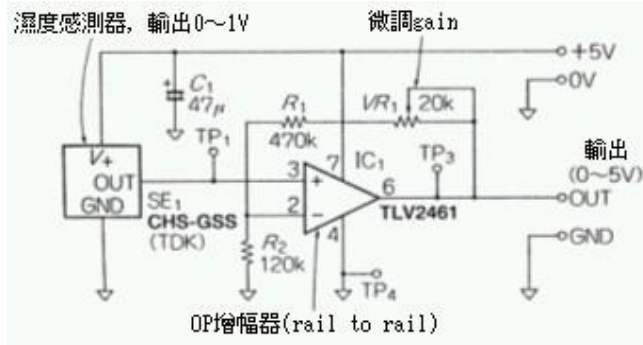 濕度感測器, 輸出0～1V
微調gain
+5V
0V
C1
47μ
R1
470k
VR1
20k
TP1
V+
OUT
GND
SE1
CHS-GSS
(TDK)
3
2
+
−
7
IC1
6
4
TLV2461
TP3
R2
120k
TP4
輸出
(0～5V)
OUT
GND
OP增幅器(rail to rail)